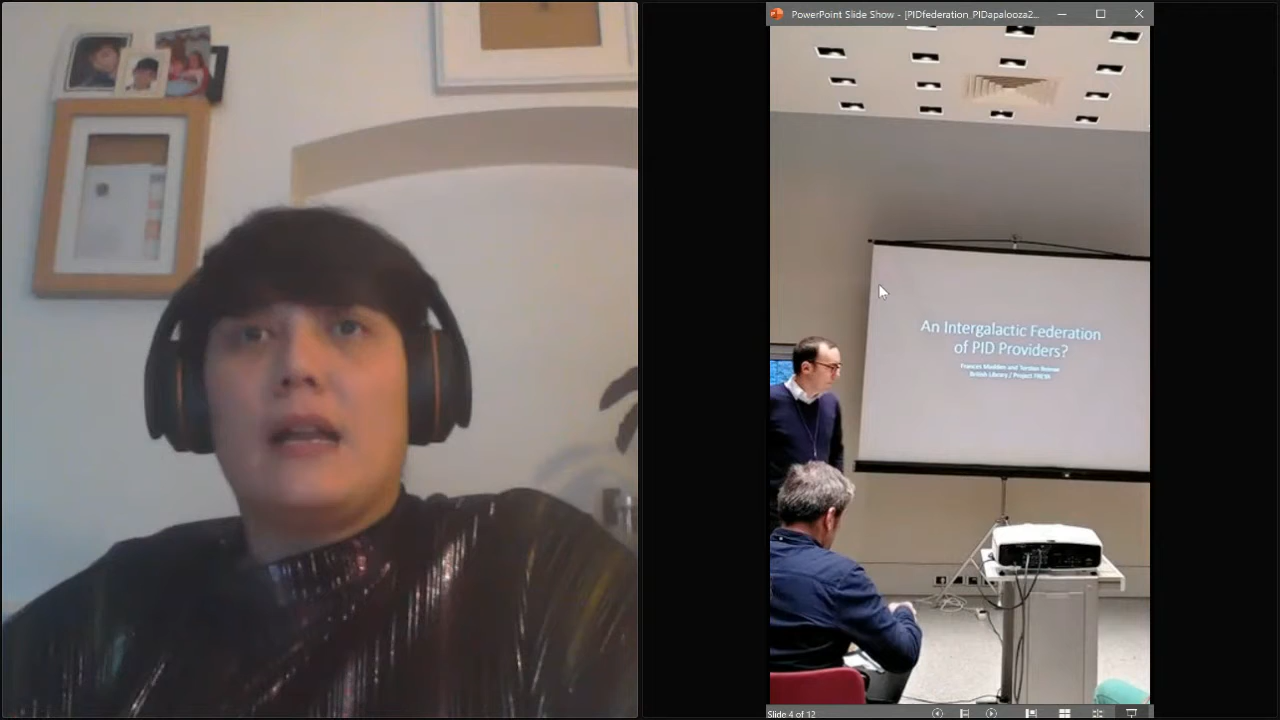 PowerPoint Slide Show - [PIDfederation_PIDapalooza2...
An Intergalactic Federation
of PID Providers?
Frances Madden and Torsten Reimer
British Library / Project FREYA
Slide 4 of 12